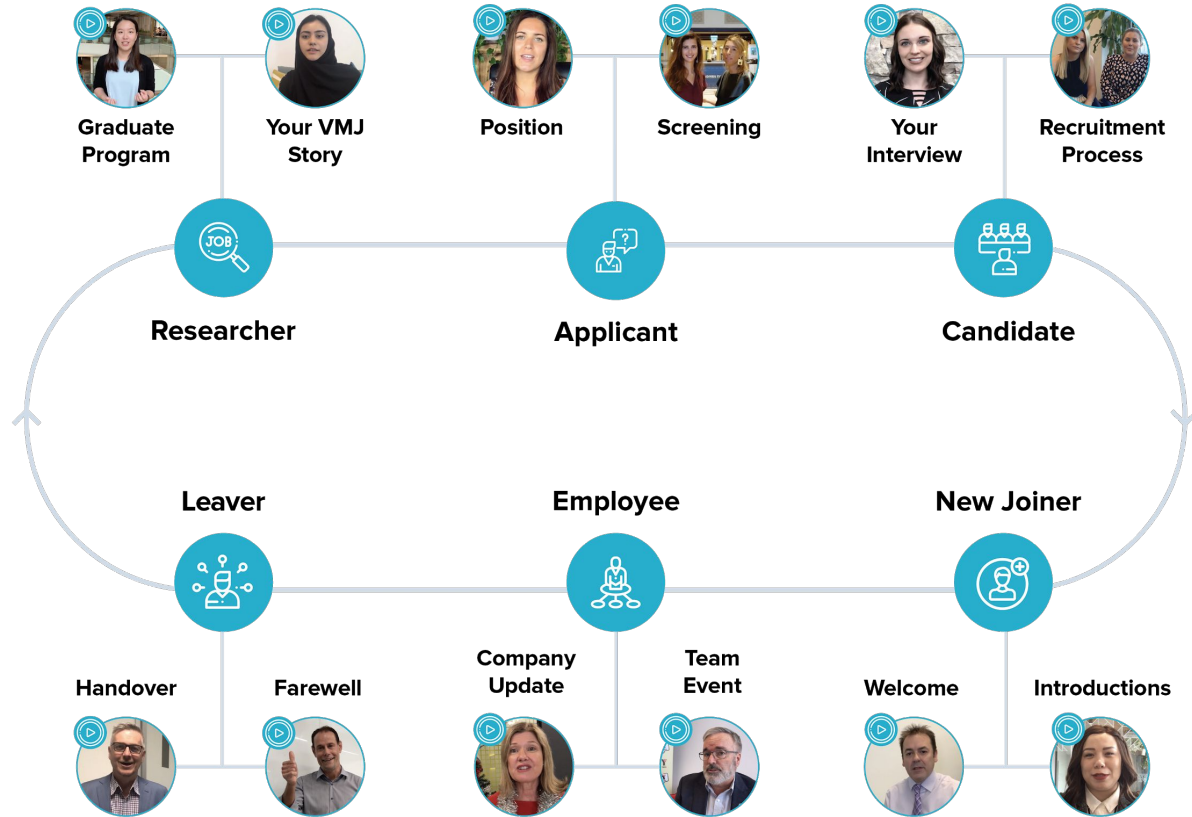 Graduate
Program
Your VMJ
Story
Position
Screening
Your
Interview
Recruitment
Process
JOB
?
Researcher
Applicant
Candidate
Leaver
Employee
New Joiner
Handover
Farewell
Company
Update
Team
Event
Welcome
Introductions